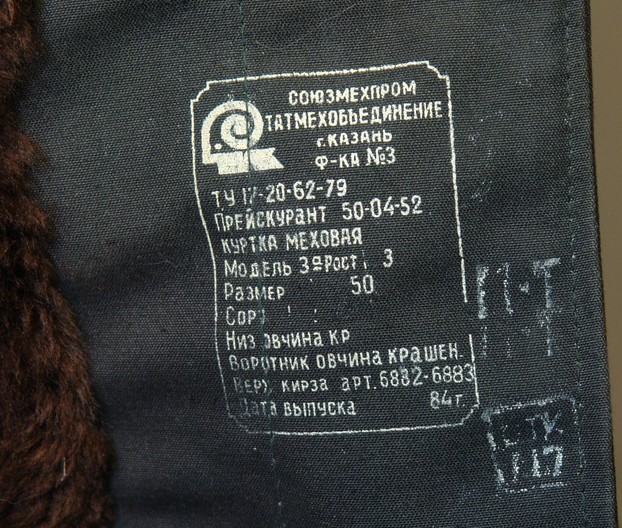 СОЮЗМЕХПРОМ
ТАТМЕХОБЪЕДИНЕНИЕ
г. КАЗАНЬ
Ф-КА №3
ТУ 17-20-62-79
ПРЕЙСКУРАНТ 50-04-52
КУРТКА МЕХОВАЯ
МОДЕЛЬ 3 РОСТ 3
РАЗМЕР 50
СОР
НИЗ ОВЧИНА КР
ВОРОТНИК ОВЧИНА КРАШЕН.
ВЕРХ КИРЗА АРТ. 6882-6883
ДАТА ВЫПУСКА 84г.
П-Т